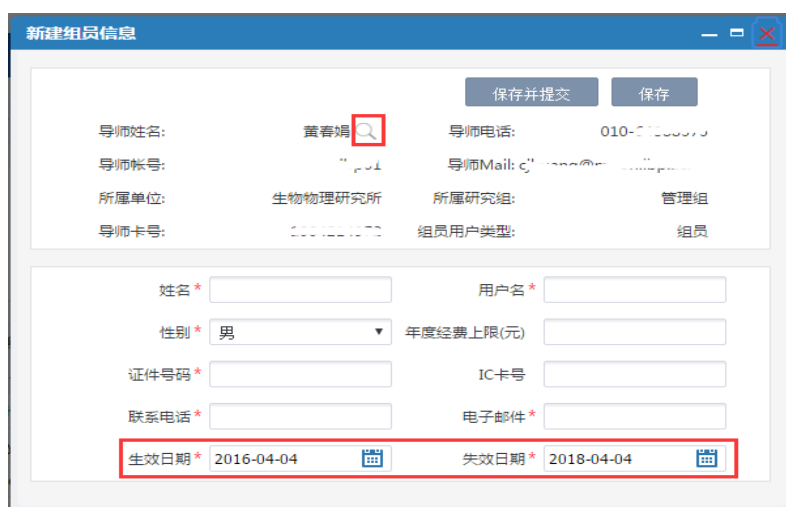 新建组员信息
保存并提交 保存
导师姓名: 黄春娟 导师电话: 010-
导师帐号: 导师Mail:
所属单位: 生物物理研究所 所属研究组: 管理组
导师卡号: 组员用户类型: 组员
姓名* 用户名*
性别* 男 年度经费上限(元)
证件号码* IC卡号
联系电话* 电子邮件*
生效日期* 2016-04-04 失效日期* 2018-04-04